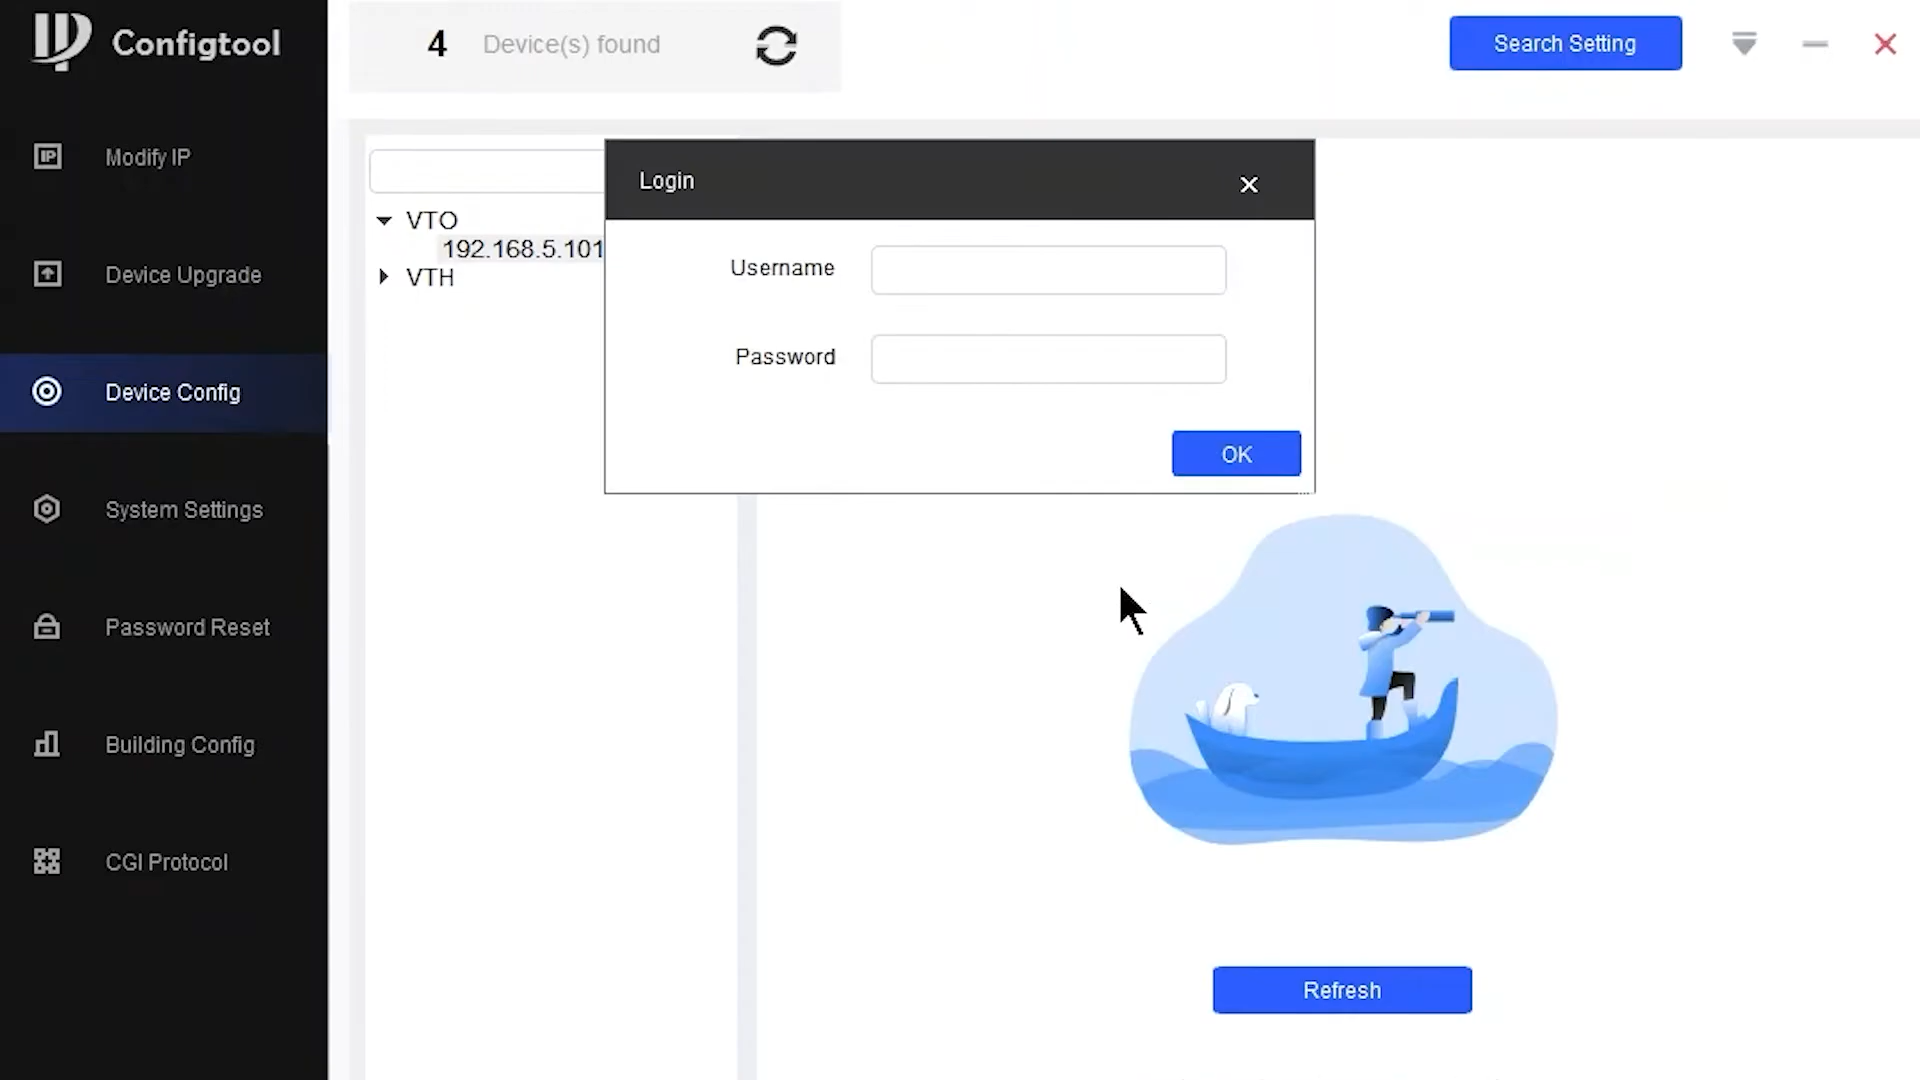 Configtool
4 Device(s) found
Search Setting
Modify IP
Device Upgrade
Device Config
System Settings
Password Reset
Building Config
CGI Protocol
VTO
192.168.5.101
VTH
Login
Username
Password
OK
Refresh